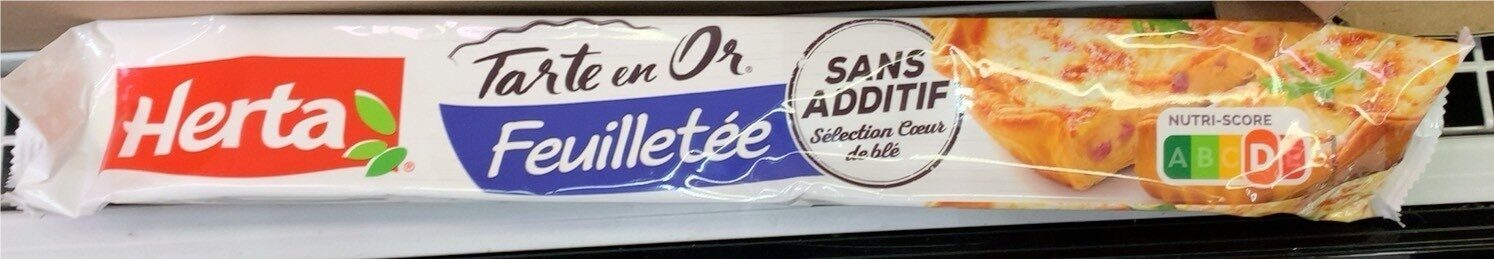 Herta
Tarte en Or
Feuilletée
SANS
ADDITIF
Sélection Cœur
de blé
NUTRI-SCORE
A B C D E